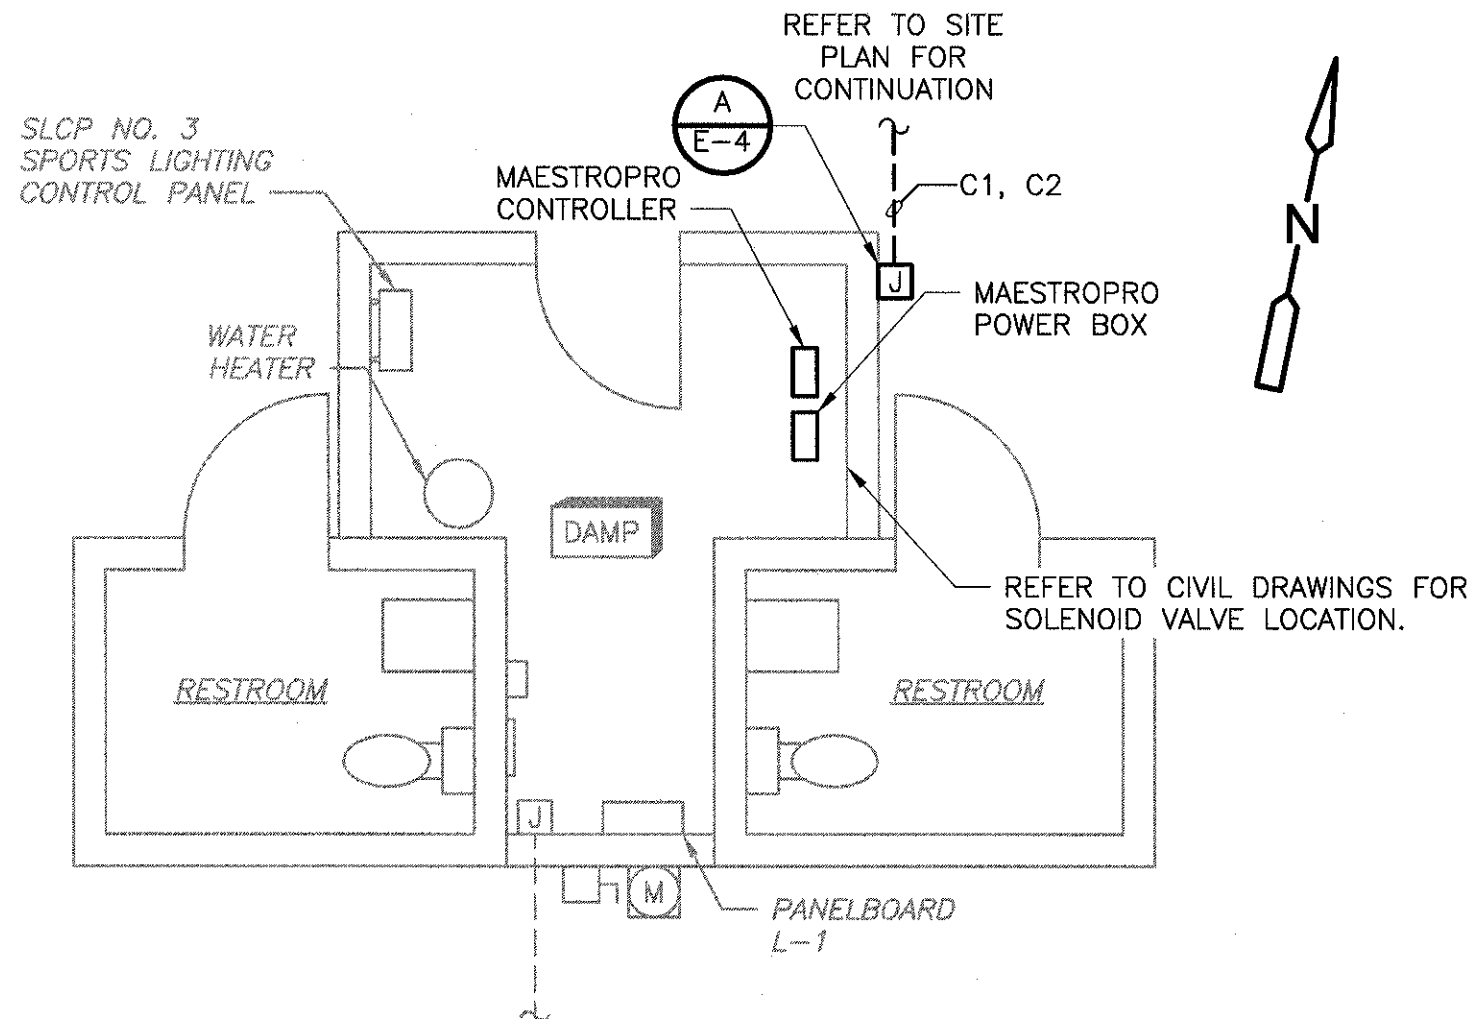 REFER TO SITE
PLAN FOR
CONTINUATION
A
E-4
SLCP NO. 3
SPORTS LIGHTING
CONTROL PANEL
MAESTROPRO
CONTROLLER
C1, C2
N
J
MAESTROPRO
POWER BOX
WATER
HEATER
DAMP
REFER TO CIVIL DRAWINGS FOR
SOLENOID VALVE LOCATION.
RESTROOM
RESTROOM
J
M
PANELBOARD
L-1